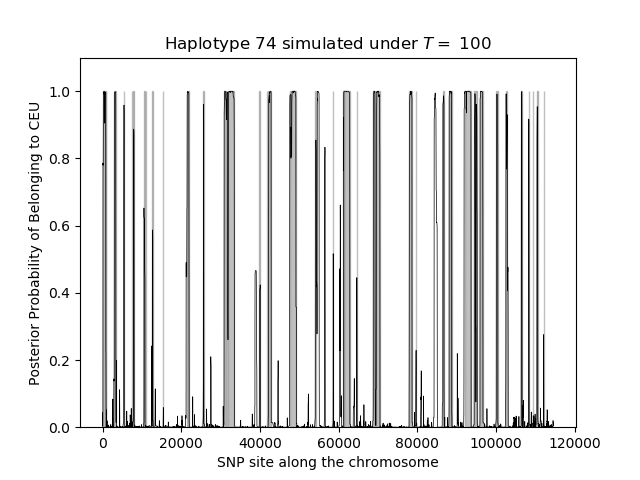 Haplotype 74 simulated under T = 100
Posterior Probability of Belonging to CEU
1.0
0.8
0.6
0.4
0.2
0.0
0 20000 40000 60000 80000 100000 120000
SNP site along the chromosome